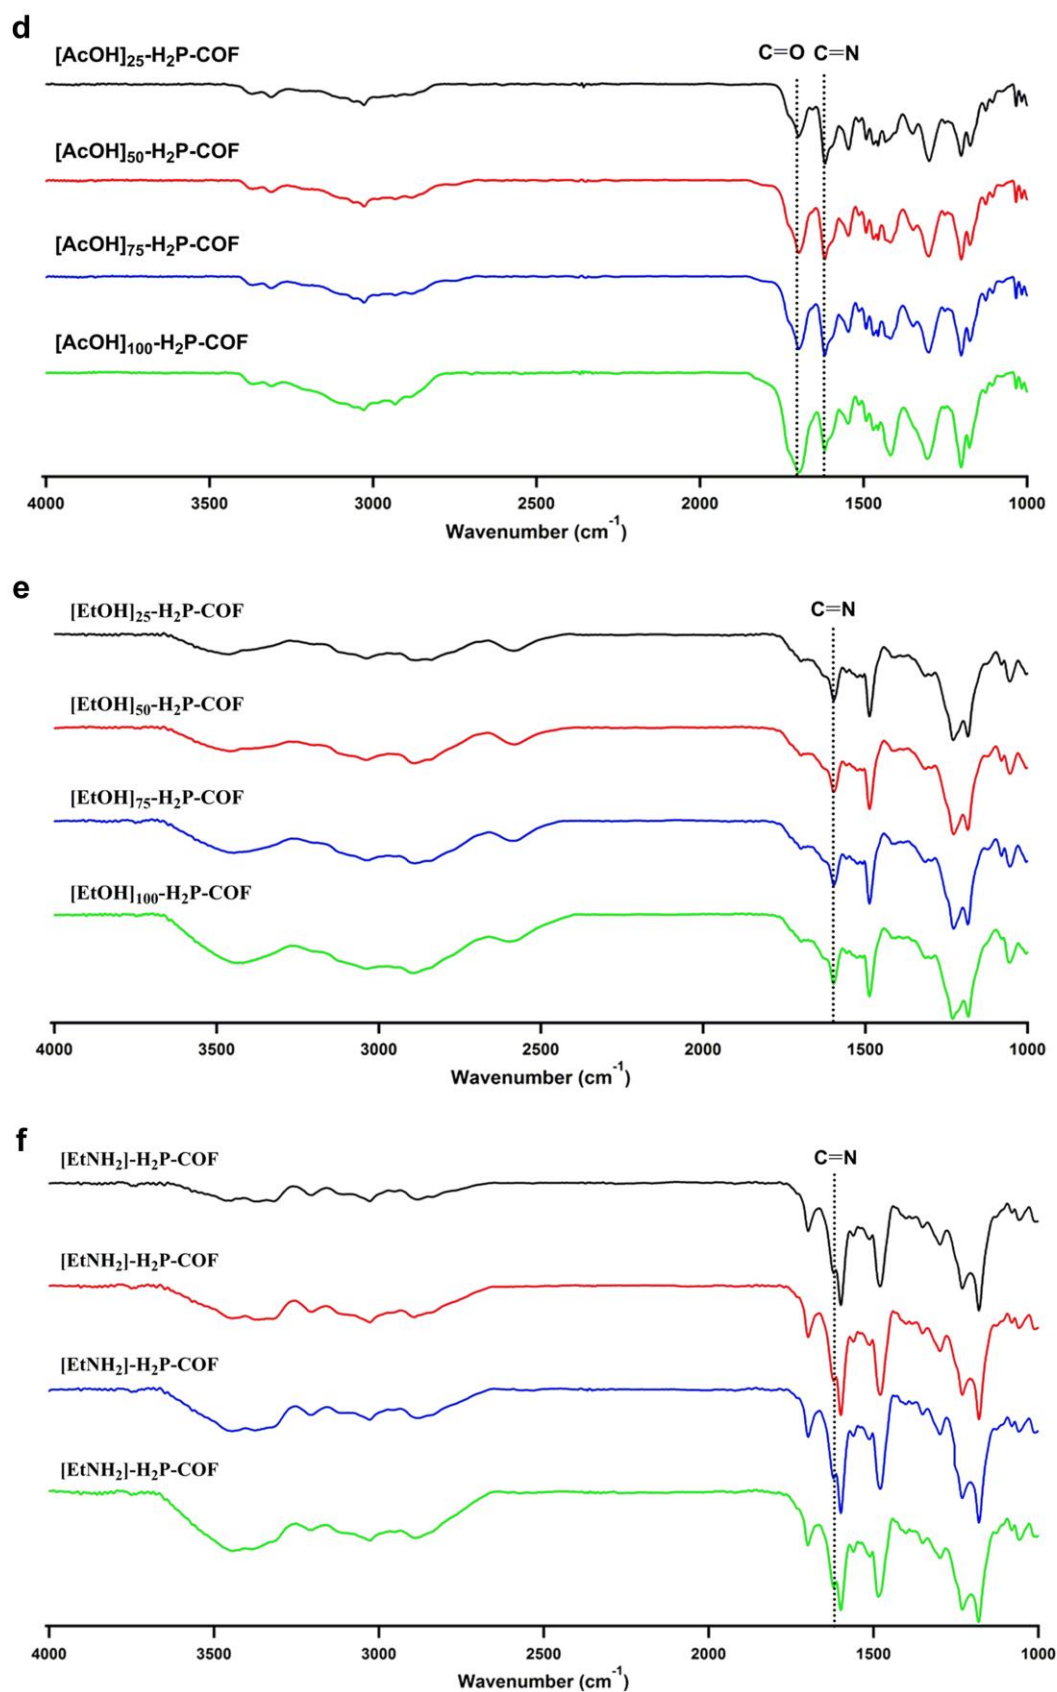 d
[AcOH]25-H2P-COF
C=O C=N
[AcOH]50-H2P-COF
[AcOH]75-H2P-COF
[AcOH]100-H2P-COF
4000 3500 3000 2500 2000 1500 1000
Wavenumber (cm-1)
e
[EtOH]25-H2P-COF
C=N
[EtOH]50-H2P-COF
[EtOH]75-H2P-COF
[EtOH]100-H2P-COF
4000 3500 3000 2500 2000 1500 1000
Wavenumber (cm-1)
f
[EtNH2]-H2P-COF
C=N
[EtNH2]-H2P-COF
[EtNH2]-H2P-COF
[EtNH2]-H2P-COF
4000 3500 3000 2500 2000 1500 1000
Wavenumber (cm-1)